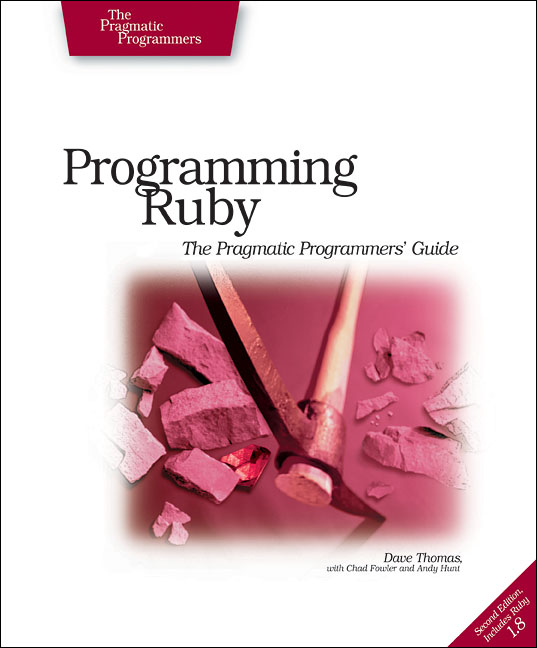 The
Pragmatic
Programmers
Programming
Ruby
The Pragmatic Programmers' Guide
Dave Thomas,
with Chad Fowler and Andy Hunt
Second Edition,
Includes Ruby
1.8